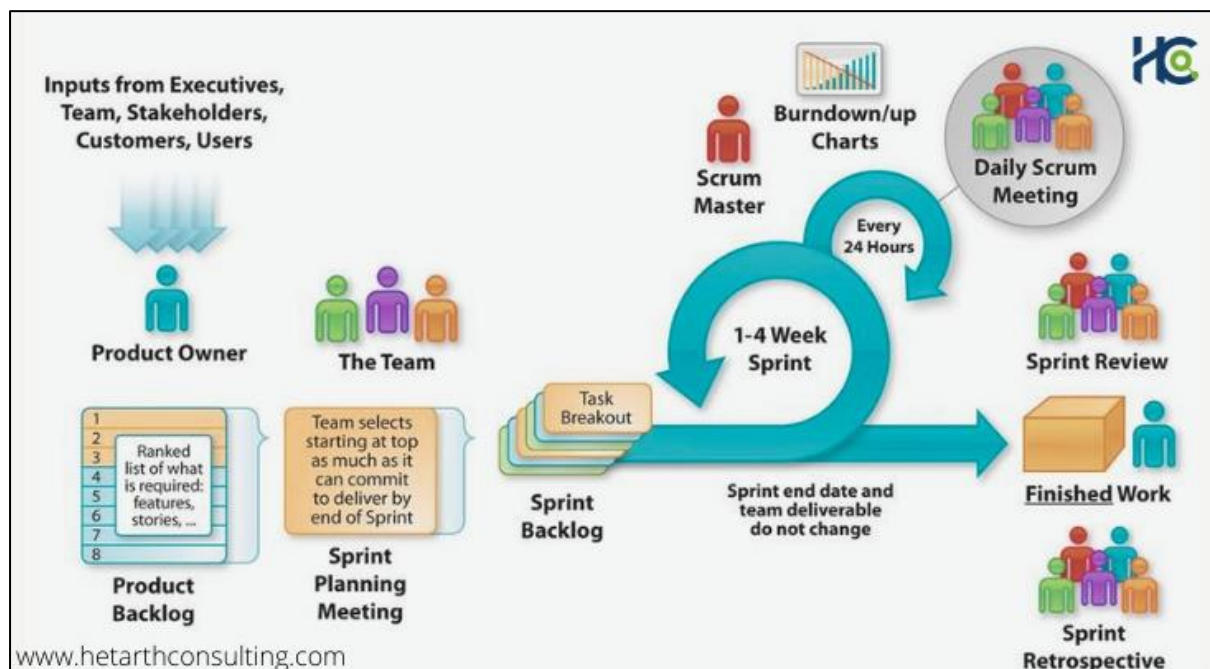 Inputs from Executives,
Team, Stakeholders,
Customers, Users
Product Owner
The Team
1
2
3
4
5
6
7
8
Ranked
list of what
is required:
features,
stories, ...
Product
Backlog
Team selects
starting at top
as much as it
can commit
to deliver by
end of Sprint
Sprint
Planning
Meeting
Task
Breakout
Sprint
Backlog
Scrum
Master
Burndown/up
Charts
HC
Daily Scrum
Meeting
Every
24 Hours
1-4 Week
Sprint
Sprint end date and
team deliverable
do not change
Sprint Review
Finished Work
Sprint
Retrospective
www.hetarthconsulting.com